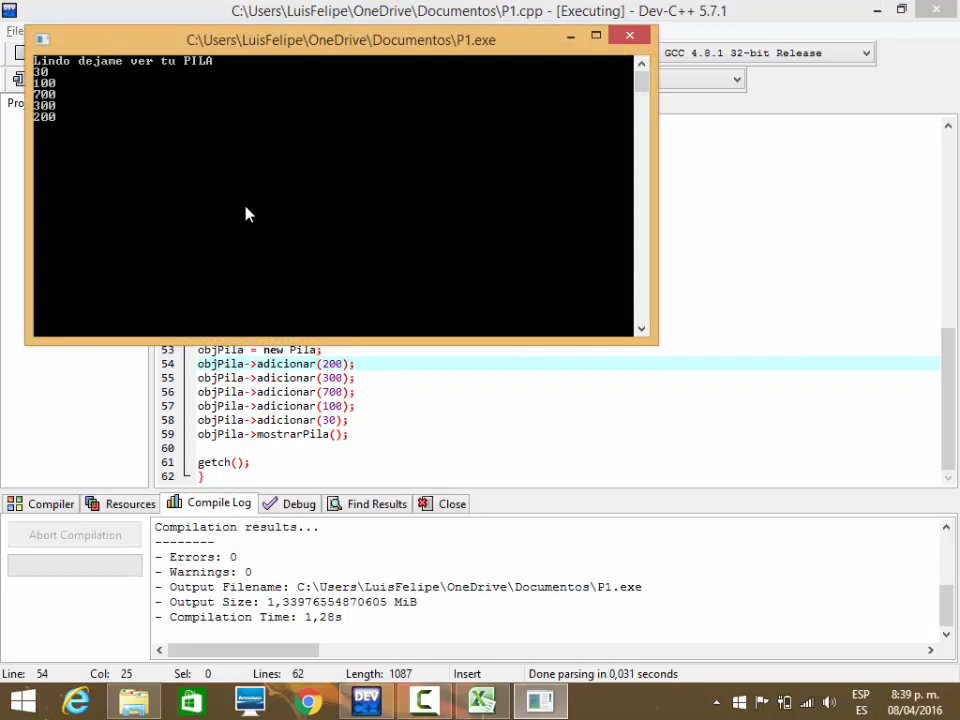 C:\Users\LuisFelipe\OneDrive\Documentos\P1.cpp - [Executing] - Dev-C++ 5.7.1
C:\Users\LuisFelipe\OneDrive\Documentos\P1.exe
GCC 4.8.1 32-bit Release
Lindo dejame ver tu PILA
30
100
700
300
200
53 objPila = new Pila;
54 objPila->adicionar(200);
55 objPila->adicionar(300);
56 objPila->adicionar(700);
57 objPila->adicionar(100);
58 objPila->adicionar(30);
59 objPila->mostrarPila();
60
61 getch();
62 }
Compiler Resources Compile Log Debug Find Results Close
Abort Compilation
Compilation results...
--------
- Errors: 0
- Warnings: 0
- Output Filename: C:\Users\LuisFelipe\OneDrive\Documentos\P1.exe
- Output Size: 1,33976554870605 MiB
- Compilation Time: 1,28s
Line: 54 Col: 25 Sel: 0 Lines: 62 Length: 1087 Insert Done parsing in 0,031 seconds
DEV
ESP
ES
8:39 p. m.
08/04/2016